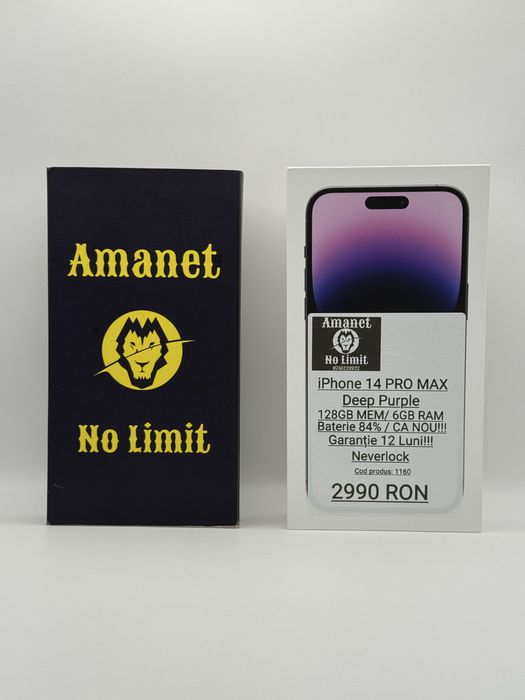 Amanet
No Limit
Amanet
No Limit
0761228922
iPhone 14 PRO MAX
Deep Purple
128GB MEM/ 6GB RAM
Baterie 84% / CA NOU!!!
Garanție 12 Luni!!!
Neverlock
Cod produs: 1160
2990 RON